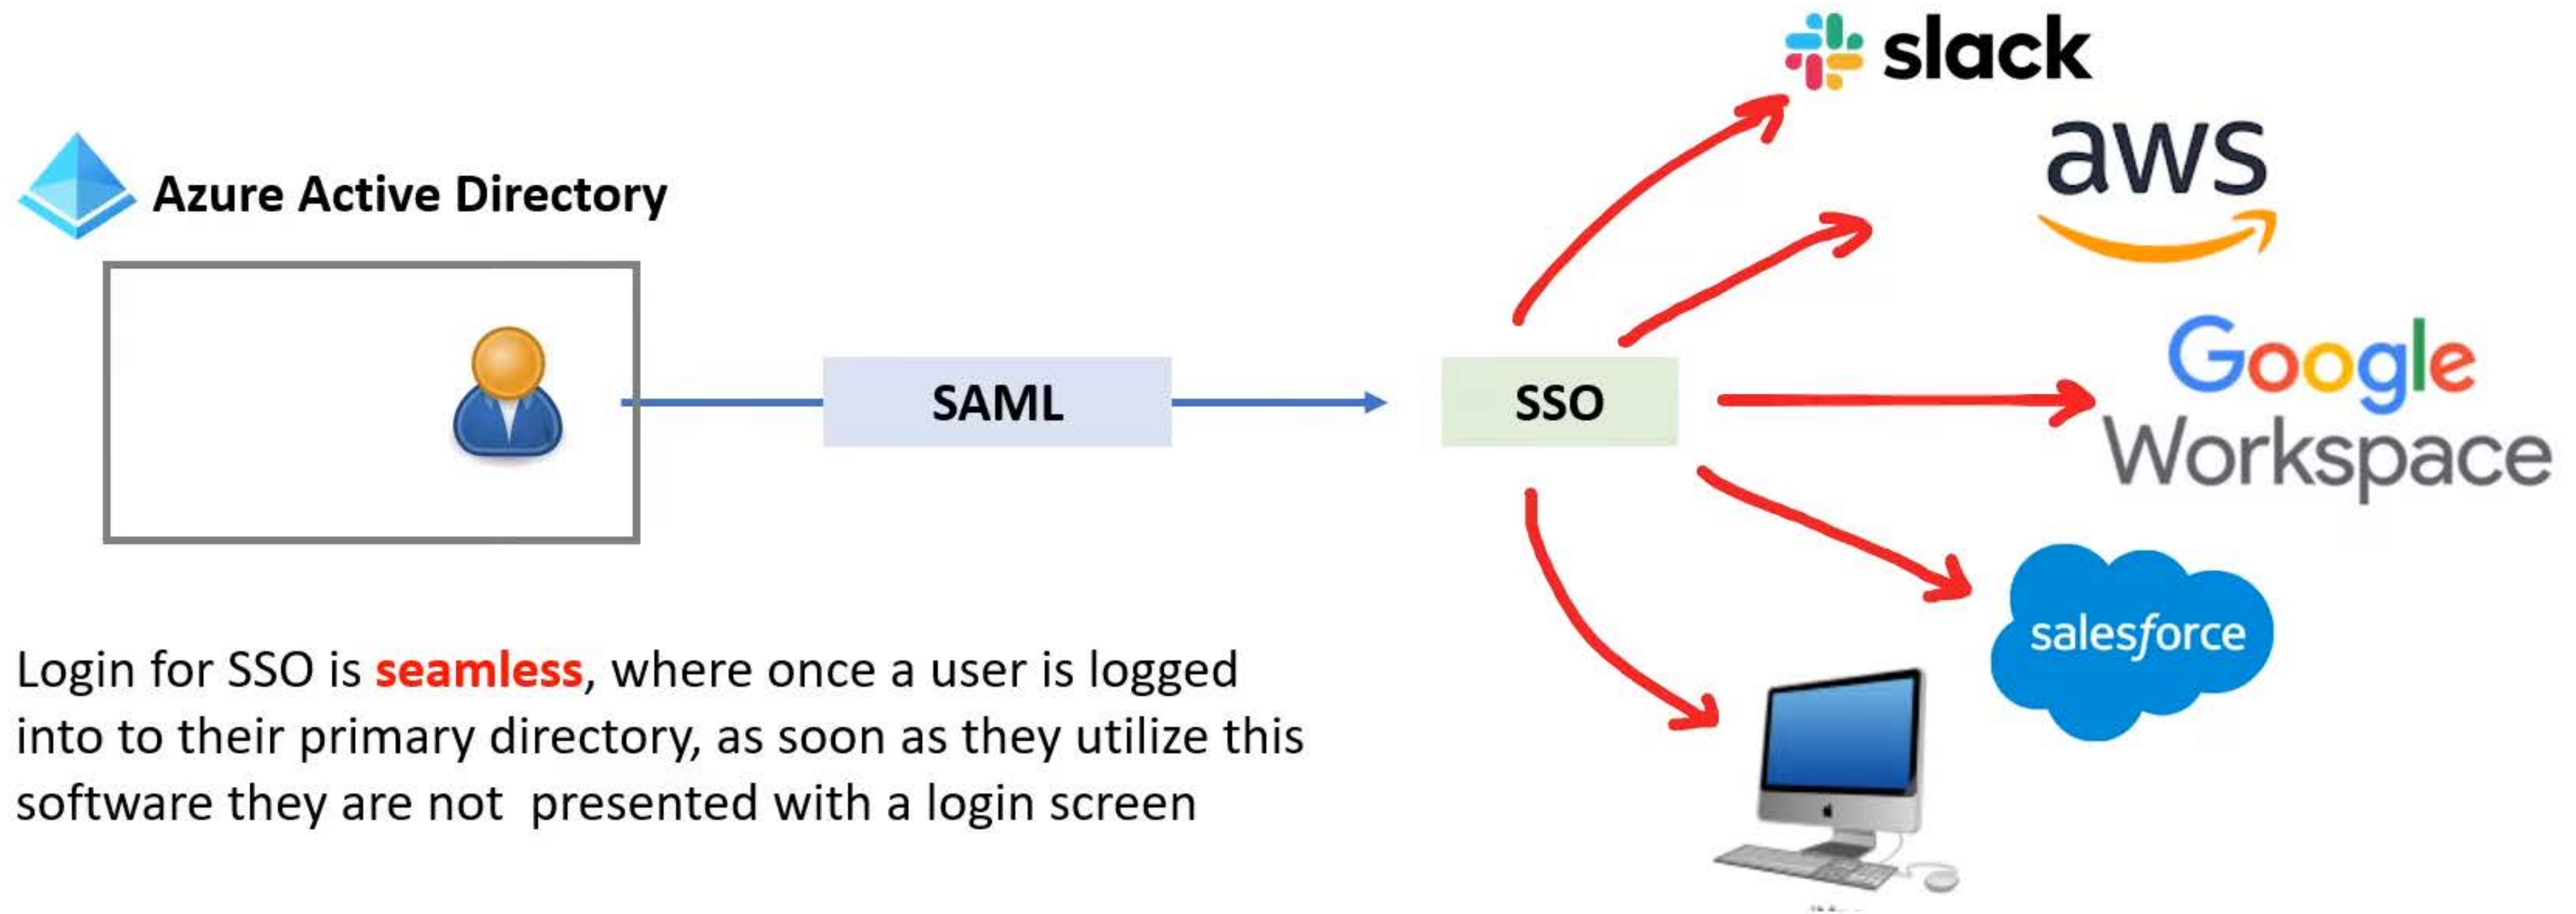 slack
aws
Azure Active Directory
Google
Workspace
SAML
SSO
salesforce
Login for SSO is seamless, where once a user is logged
into to their primary directory, as soon as they utilize this
software they are not presented with a login screen